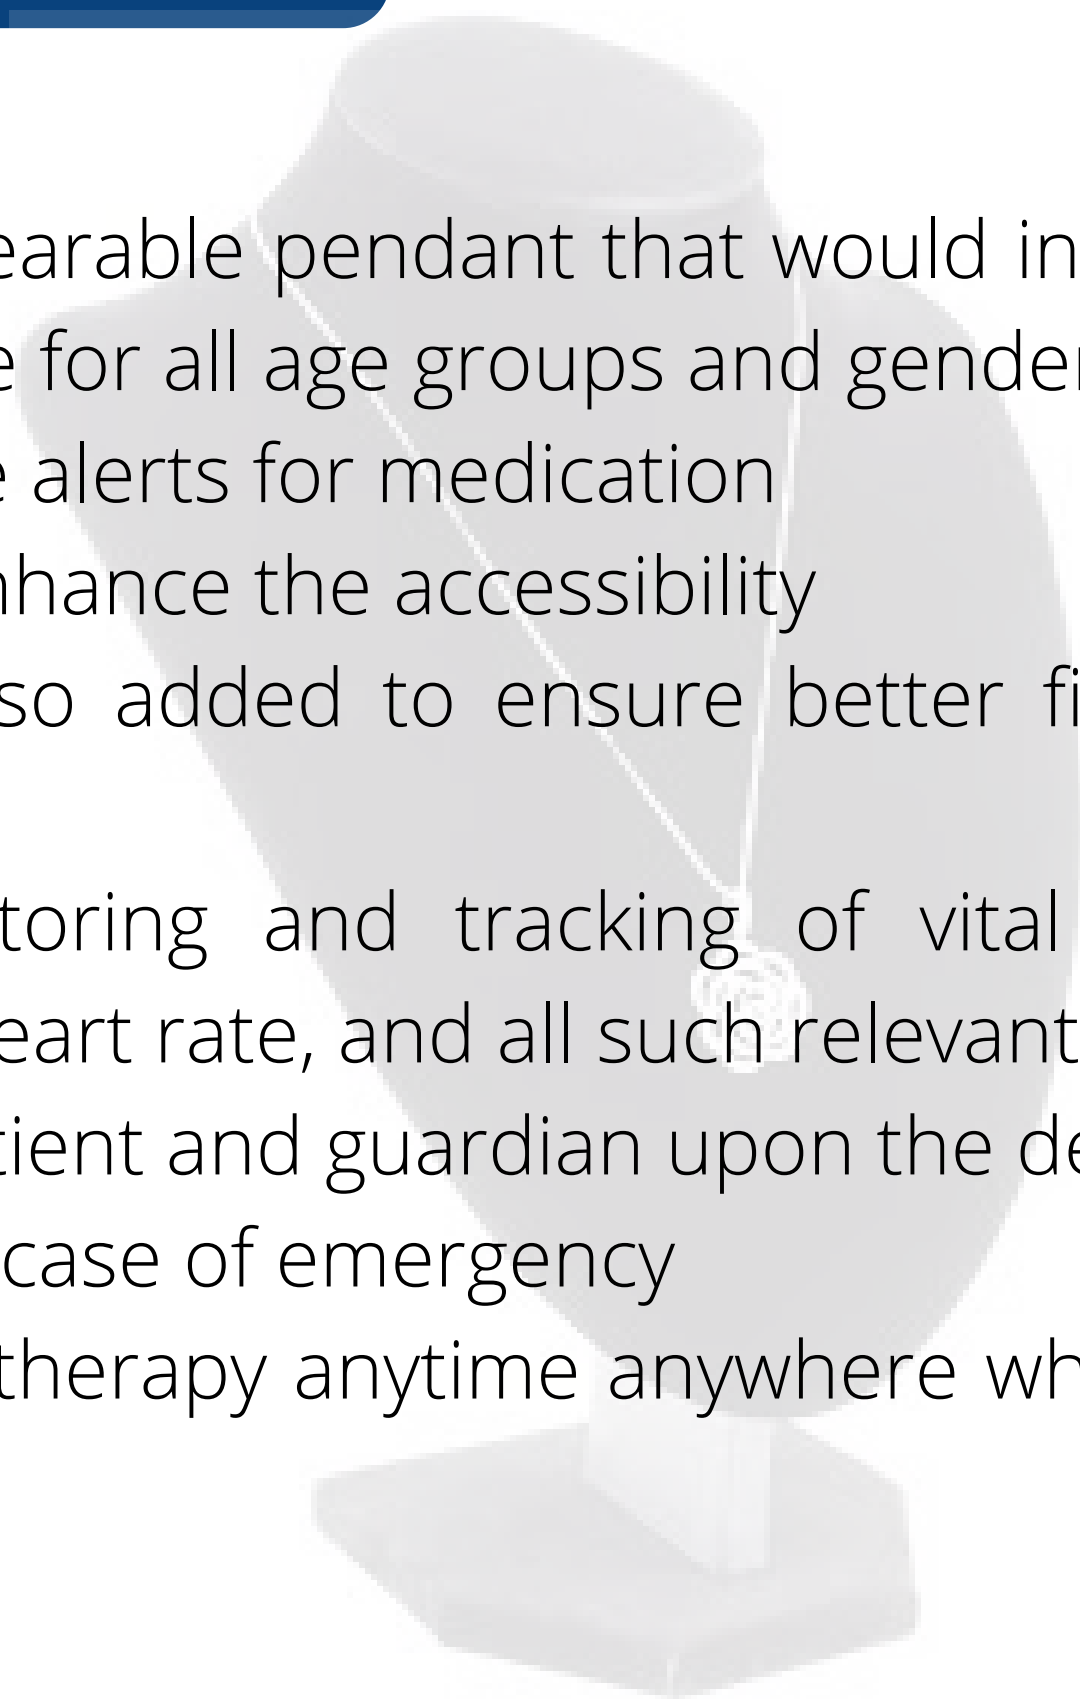 earable pendant that would in
e for all age groups and gender
e alerts for medication
nhance the accessibility
so added to ensure better fi
toring and tracking of vital
eart rate, and all such relevant
tient and guardian upon the de
case of emergency
therapy anytime anywhere wh